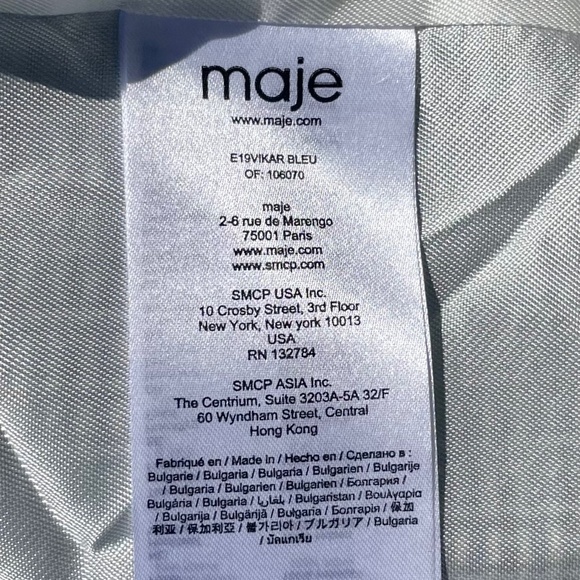 maje
www.maje.com
E19VIKAR BLEU
OF: 106070
maje
2-6 rue de Marengo
75001 Paris
www.maje.com
www.smcp.com
SMCP USA Inc.
10 Crosby Street, 3rd Floor
New York, New york 10013
USA
RN 132784
SMCP ASIA Inc.
The Centrium, Suite 3203A-5A 32/F
60 Wyndham Street, Central
Hong Kong
Fabriqué en / Made in / Hecho en / Сделано в :
Bulgarie / Bulgaria / Bulgaria / Bulgarien / Bulgarije
/ Bulgaria / Bulgarien / Bulgarien / Болгария /
Bulgária / Bulgaria / بلغاريا / Bulgaristan / Βουλγαρία
/ Bulgarija / Bulgārijā / Bulgaria / Болгарія / 保加
利亚 / 保加利亞 / 불가리아 / ブルガリア / Bulgaria
/ บัลแกเรีย